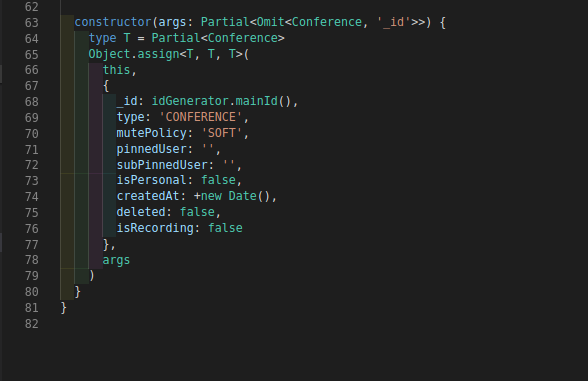 62
63 constructor(args: Partial<Omit<Conference, '_id'>>) {
64 type T = Partial<Conference>
65 Object.assign<T, T, T>(
66 this,
67 {
68 _id: idGenerator.mainId(),
69 type: 'CONFERENCE',
70 mutePolicy: 'SOFT',
71 pinnedUser: '',
72 subPinnedUser: '',
73 isPersonal: false,
74 createdAt: +new Date(),
75 deleted: false,
76 isRecording: false
77 },
78 args
79 )
80 }
81 }
82